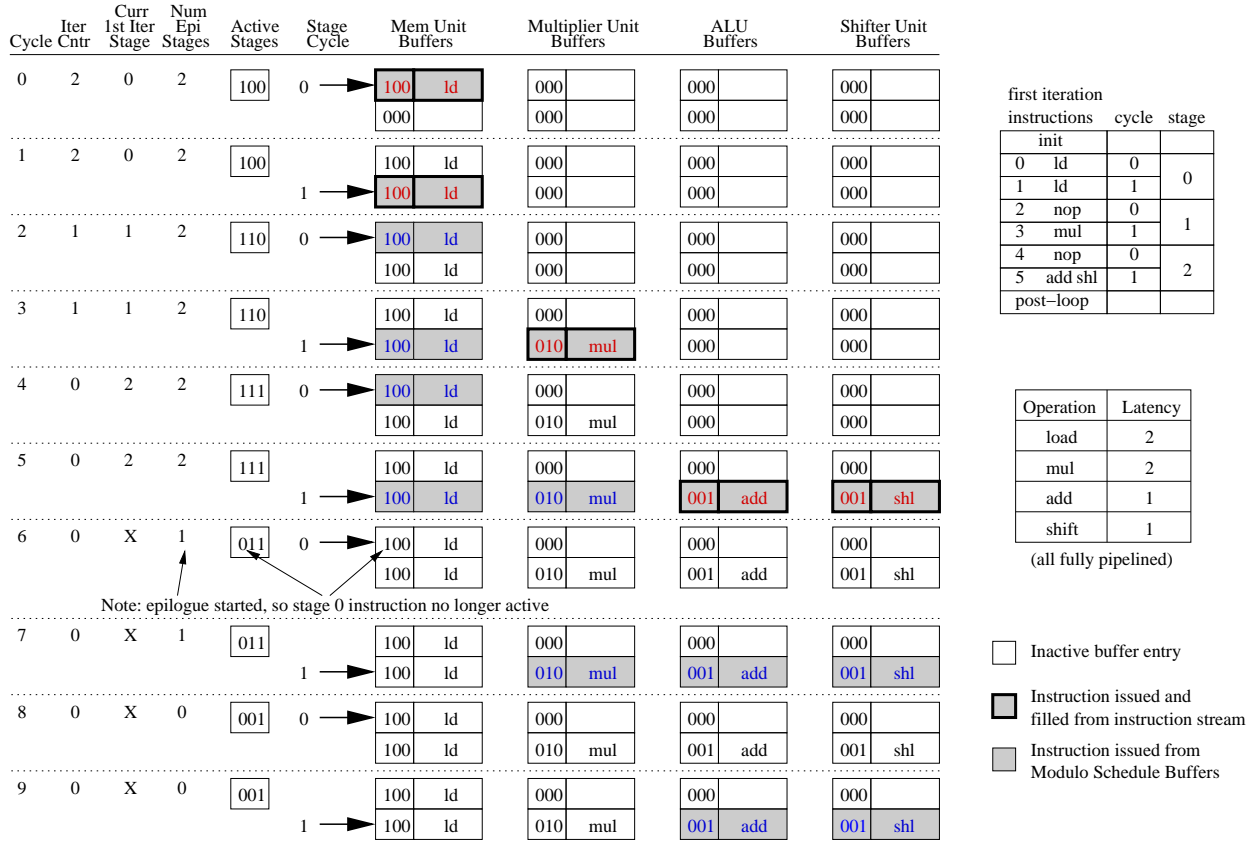 Cycle Iter Cntr Curr 1st Iter Stage Num Epi Stages Active Stages Stage Cycle Mem Unit Buffers Multiplier Unit Buffers ALU Buffers Shifter Unit Buffers
0 2 0 2 100 0 100 ld 000 000 000
000 000 000 000
1 2 0 2 100 100 ld 000 000 000
1 100 ld 000 000 000
2 1 1 2 110 0 100 ld 000 000 000
100 ld 000 000 000
3 1 1 2 110 100 ld 000 000 000
1 100 ld 010 mul 000 000
4 0 2 2 111 0 100 ld 000 000 000
100 ld 010 mul 000 000
5 0 2 2 111 100 ld 000 000 000
1 100 ld 010 mul 001 add 001 shl
6 0 X 1 011 0 100 ld 000 000 000
100 ld 010 mul 001 add 001 shl
Note: epilogue started, so stage 0 instruction no longer active
7 0 X 1 011 100 ld 000 000 000
1 100 ld 010 mul 001 add 001 shl
8 0 X 0 001 0 100 ld 000 000 000
100 ld 010 mul 001 add 001 shl
9 0 X 0 001 100 ld 000 000 000
1 100 ld 010 mul 001 add 001 shl
first iteration
instructions cycle stage
init
0 ld 0
0
1 ld 1
2 nop 0
1
3 mul 1
4 nop 0
2
5 add shl 1
post-loop
Operation Latency
load 2
mul 2
add 1
shift 1
(all fully pipelined)
Inactive buffer entry
Instruction issued and
filled from instruction stream
Instruction issued from
Modulo Schedule Buffers